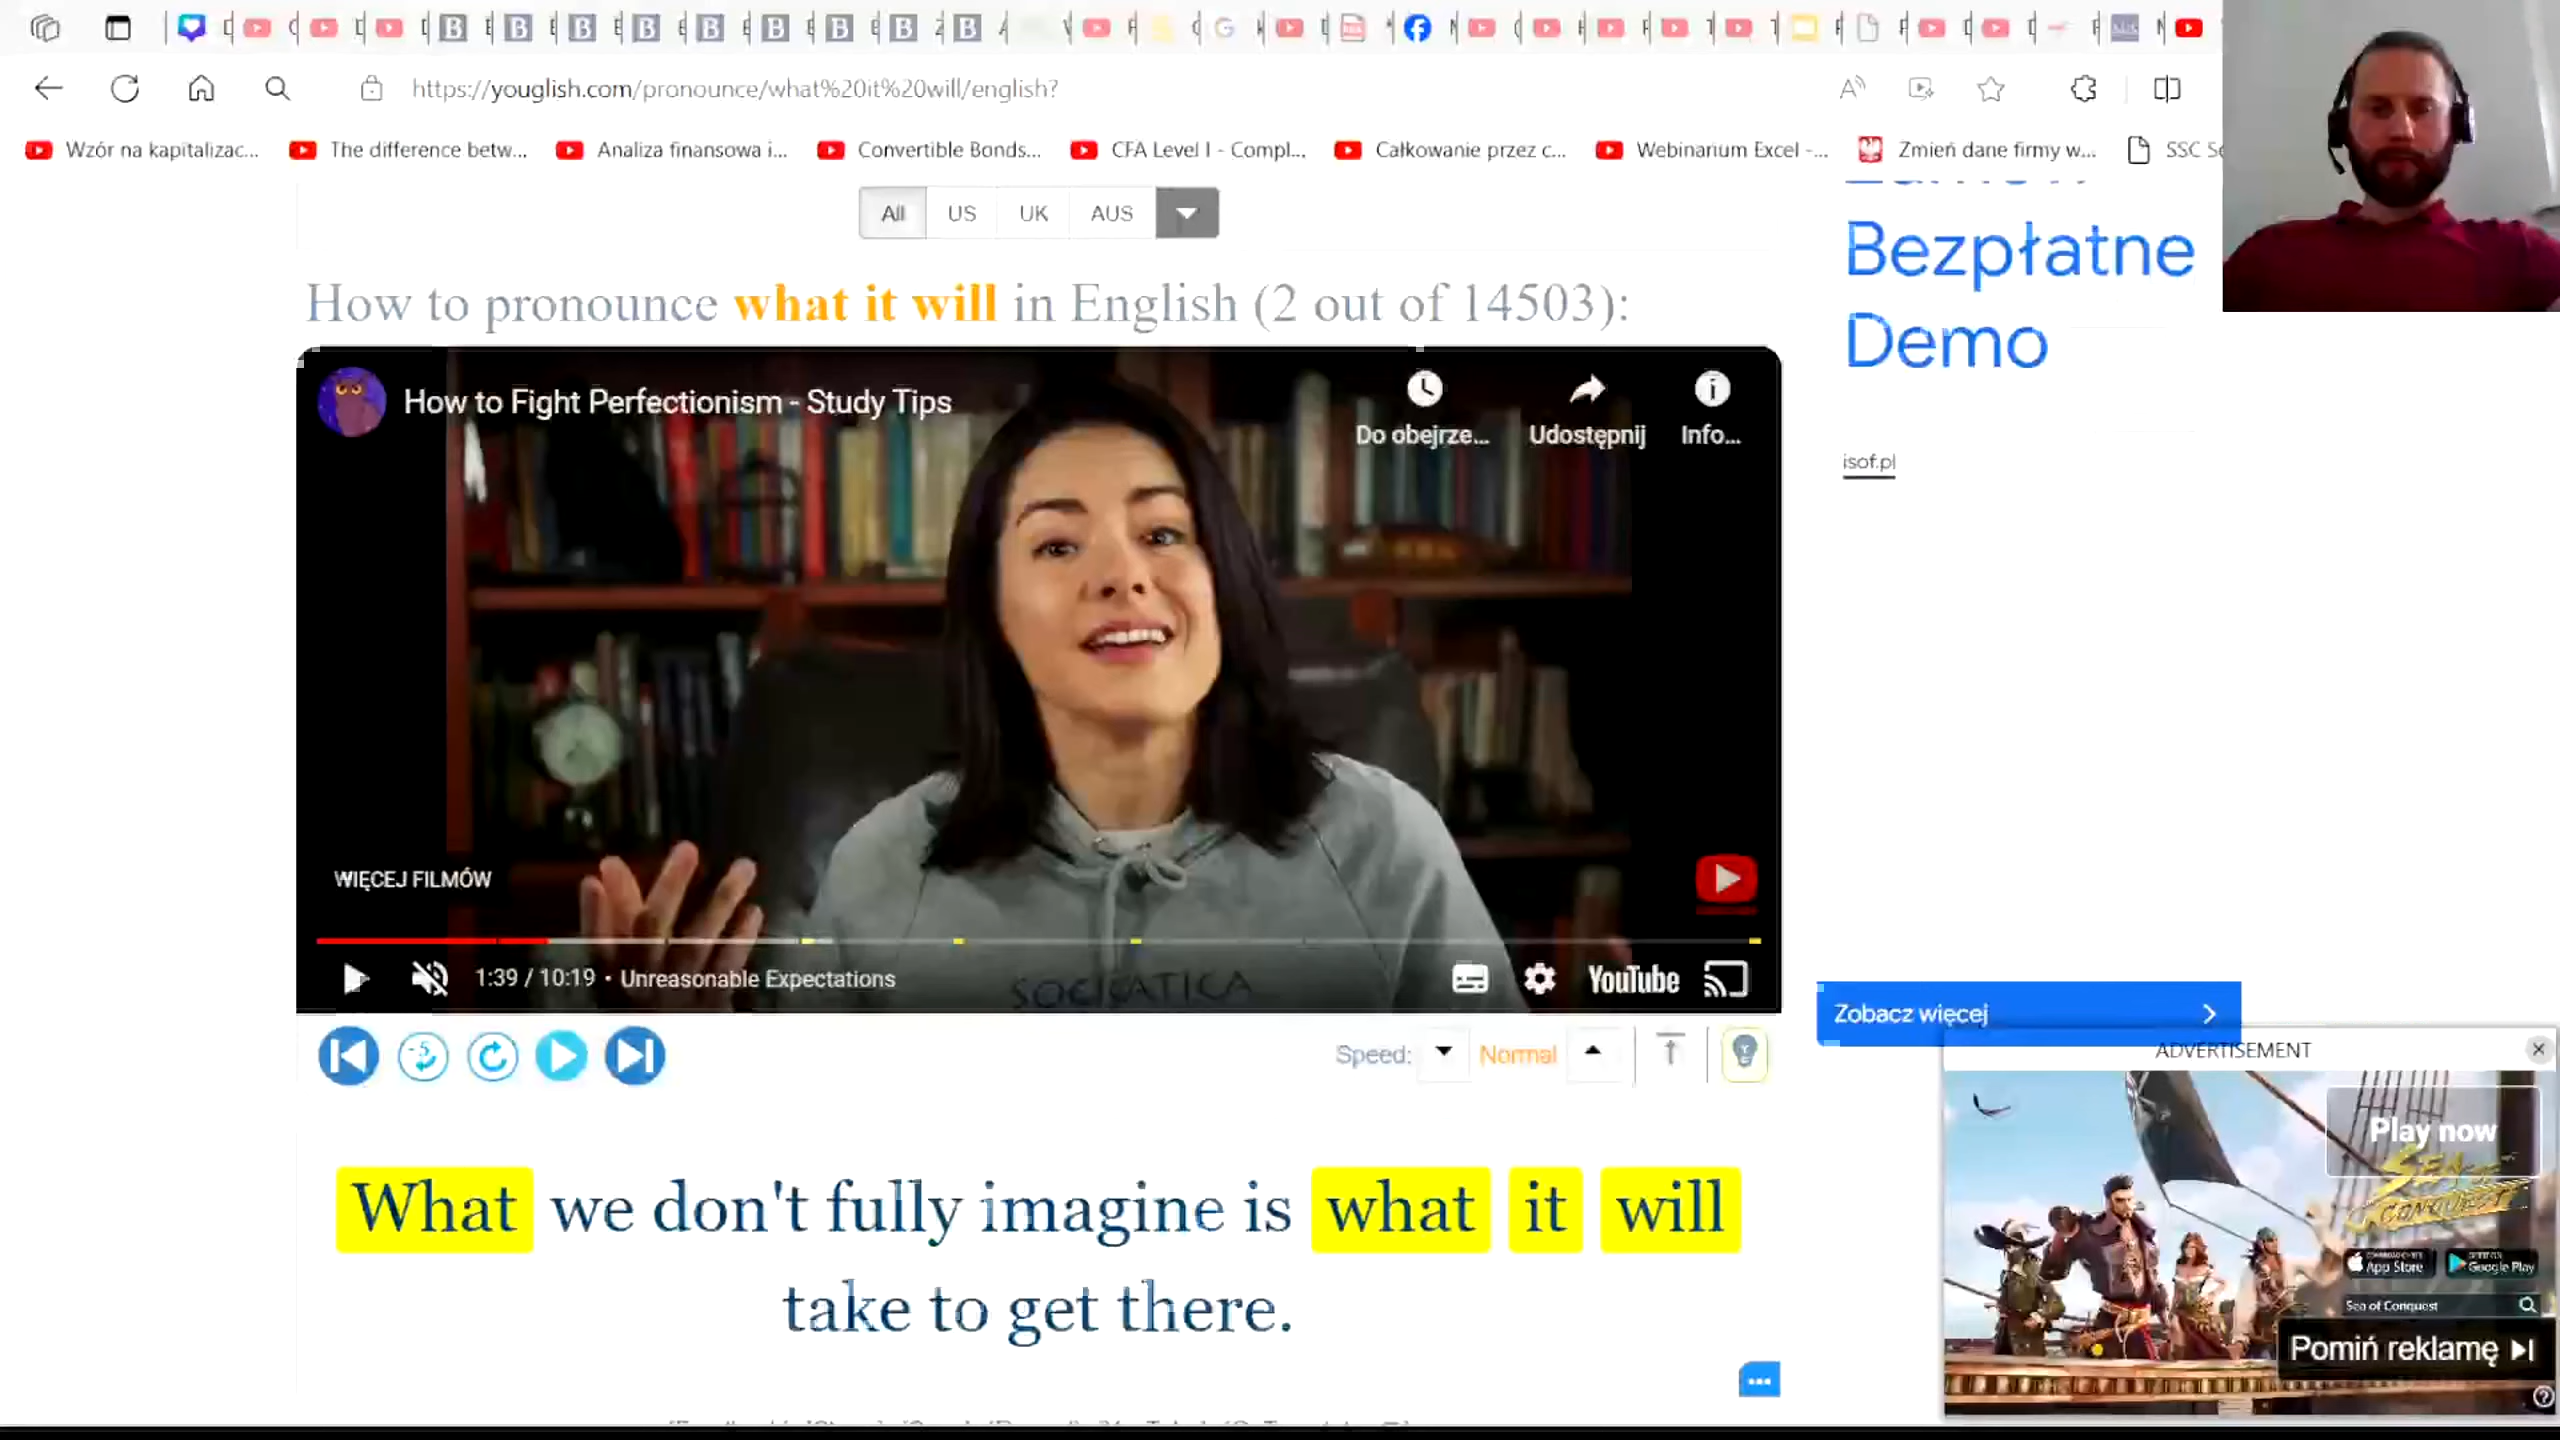 https://youglish.com/pronounce/what%20it%20will/english?
Wzór na kapitalizac...
The difference betw...
Analiza finansowa i...
Convertible Bonds...
CFA Level I - Compl...
Całkowanie przez c...
Webinarium Excel -...
Zmień dane firmy w...
SSC
All
US
UK
AUS
How to pronounce what it will in English (2 out of 14503):
How to Fight Perfectionism - Study Tips
Do obejrze...
Udostępnij
Info...
WIĘCEJ FILMÓW
SOCRATICA
1:39 / 10:19 • Unreasonable Expectations
YouTube
Speed:
Normal
What we don't fully imagine is what it will
take to get there.
Bezpłatne
Demo
isof.pl
Zobacz więcej
ADVERTISEMENT
Play now
SEA OF
CONQUEST
App Store
Google Play
Sea of Conquest
Pomiń reklamę